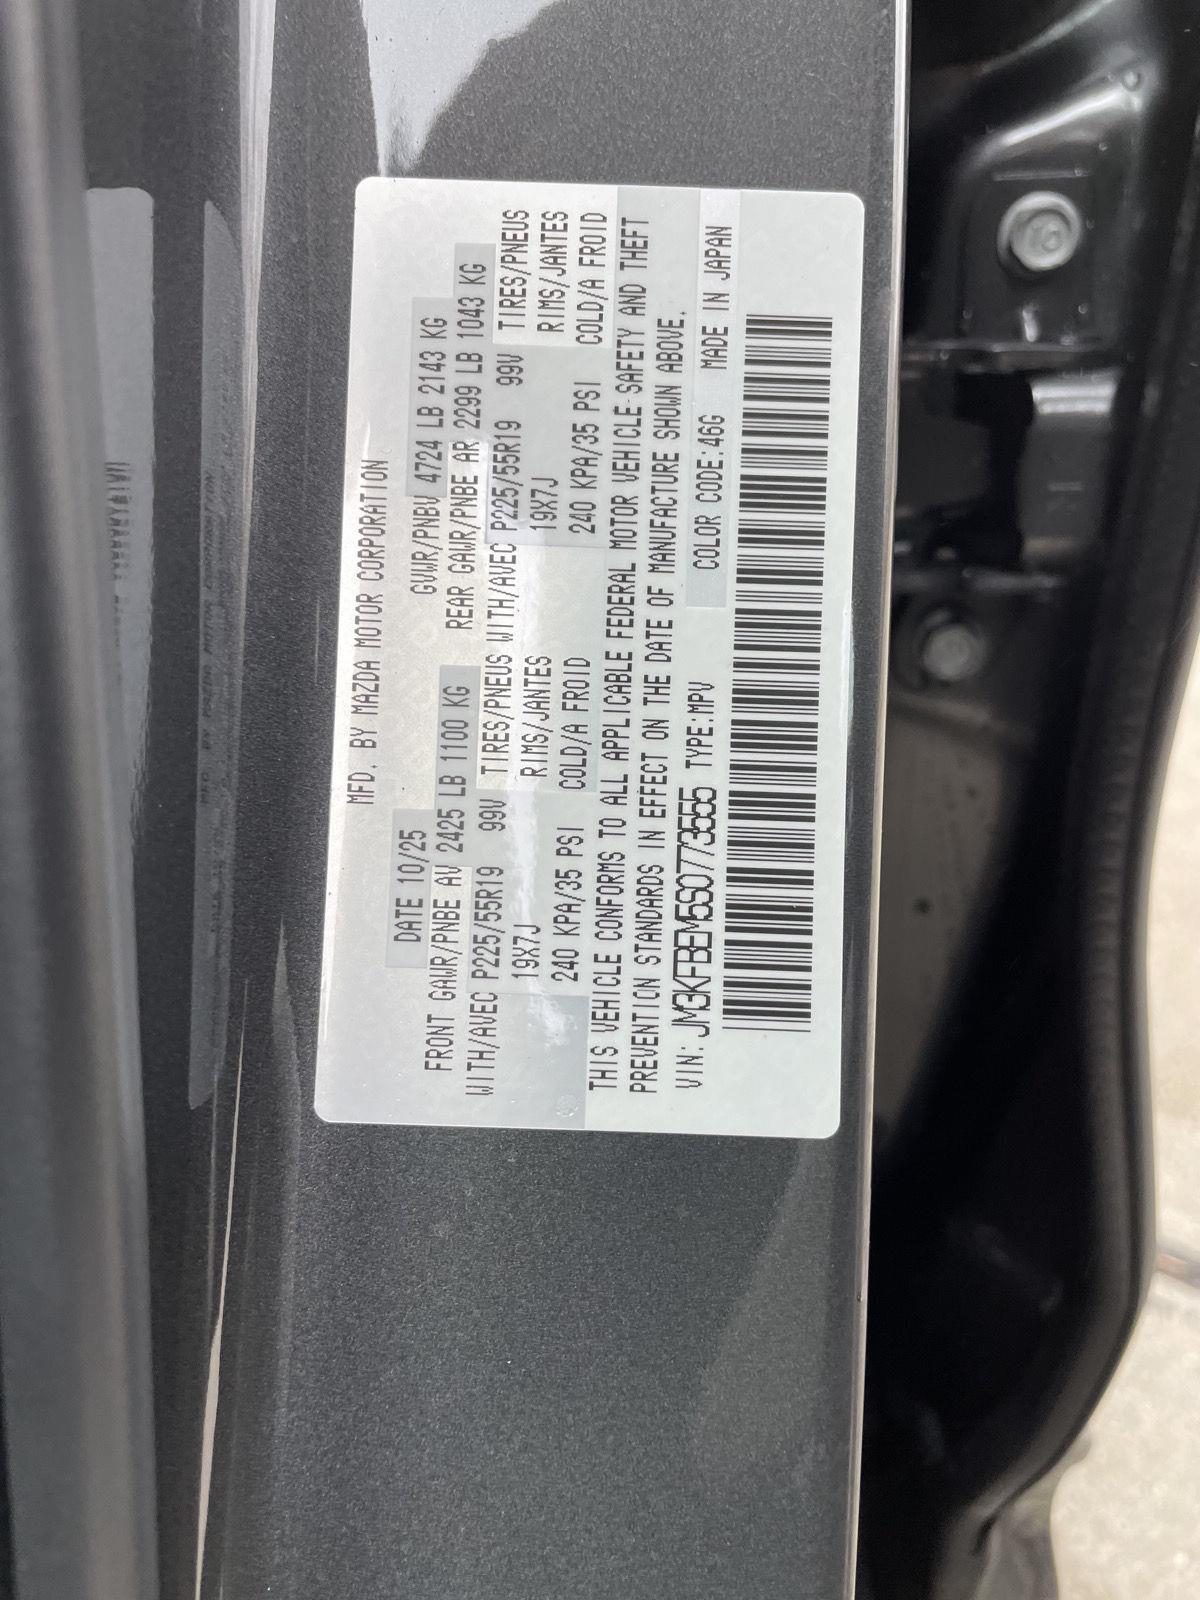 MFD. BY MAZDA MOTOR CORPORATION
DATE 10/25 GVWR/PNBV 4724 LB 2143 KG
FRONT GAWR/PNBE AV 2425 LB 1100 KG REAR GAWR/PNBE AR 2299 LB 1043 KG
WITH/AVEC P225/55R19 99V TIRES/PNEUS WITH/AVEC P225/55R19 99V TIRES/PNEUS
19X7J RIMS/JANTES 19X7J RIMS/JANTES
240 KPA/35 PSI COLD/A FROID 240 KPA/35 PSI COLD/A FROID
THIS VEHICLE CONFORMS TO ALL APPLICABLE FEDERAL MOTOR VEHICLE SAFETY AND THEFT
PREVENTION STANDARDS IN EFFECT ON THE DATE OF MANUFACTURE SHOWN ABOVE.
VIN: JM3KFBEM5S0773565 TYPE:MPV COLOR CODE:46G MADE IN JAPAN
10